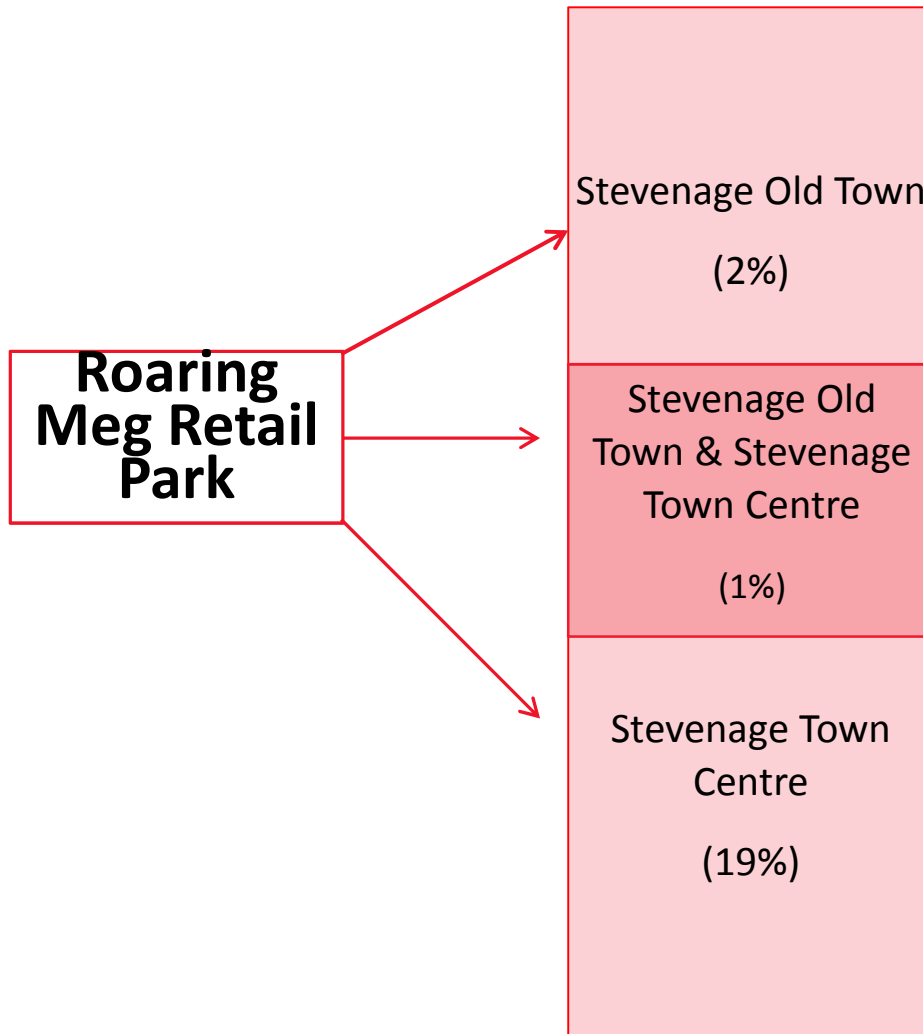 Stevenage Old Town
(2%)
Roaring
Meg Retail
Park
Stevenage Old
Town & Stevenage
Town Centre
(1%)
Stevenage Town
Centre
(19%)